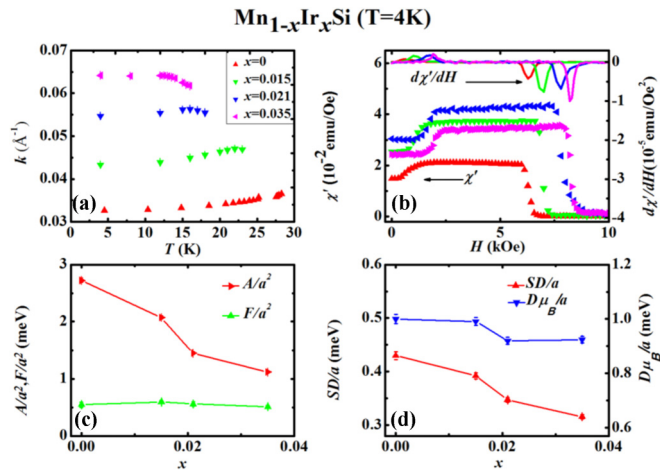 Mn1-xIrxSi (T=4K)
0.07
0.06
0.05
0.04
0.03
k (Å-1)
x=0
x=0.015
x=0.021
x=0.035
(a)
0 5 10 15 20 25 30
T (K)
6
4
2
0
χ′ (10-2emu/Oe)
dχ′/dH
χ′
(b)
0
-1
-2
-3
-4
dχ′/dH(10-5emu/Oe2)
0 2 4 6 8 10
H (kOe)
3
2
1
0
A/a2,F/a2 (meV)
A/a2
F/a2
(c)
0.00 0.02 0.04
x
0.6
0.5
0.4
0.3
SD/a (meV)
SD/a
DμB/a
(d)
1.2
1.0
0.9
0.8
0.7
0.6
DμB/a (meV)
0.00 0.02 0.04
x